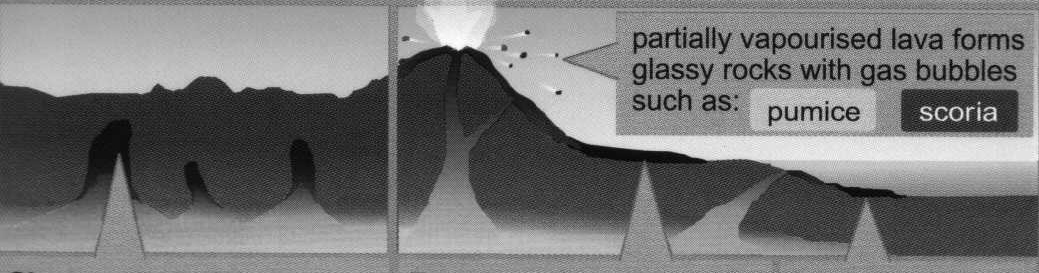 partially vapourised lava forms
glassy rocks with gas bubbles
such as: pumice scoria